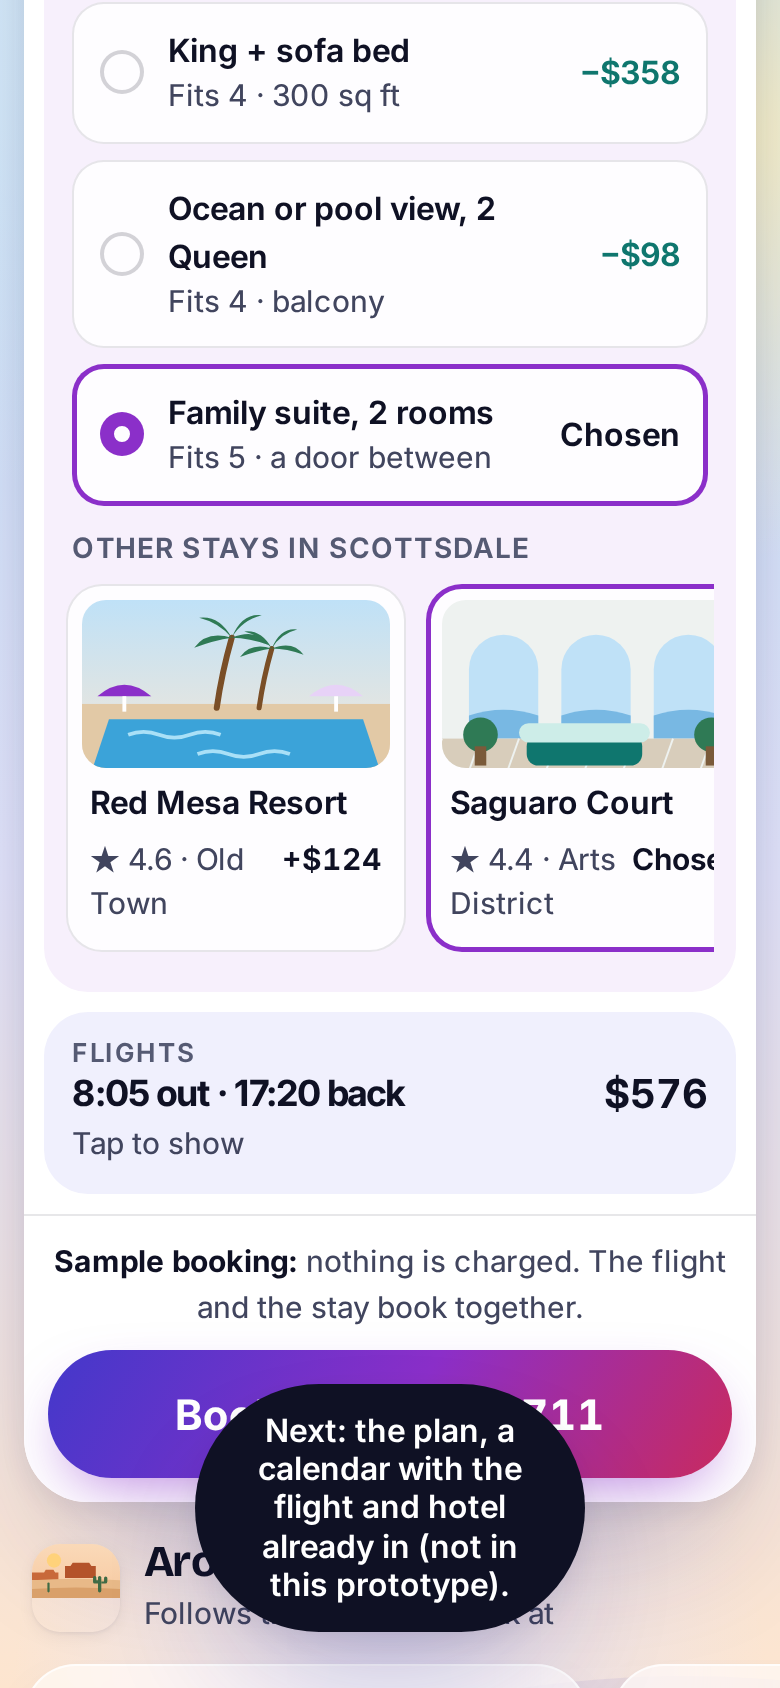 King + sofa bed
Fits 4 · 300 sq ft
−$358
Ocean or pool view, 2
Queen
Fits 4 · balcony
−$98
Family suite, 2 rooms
Fits 5 · a door between
Chosen
OTHER STAYS IN SCOTTSDALE
Red Mesa Resort
★ 4.6 · Old
Town
+$124
Saguaro Court
★ 4.4 · Arts
District
FLIGHTS
8:05 out · 17:20 back
$576
Tap to show
Sample booking: nothing is charged. The flight
and the stay book together.
Next: the plan, a
calendar with the
flight and hotel
already in (not in
this prototype).
Follows
at